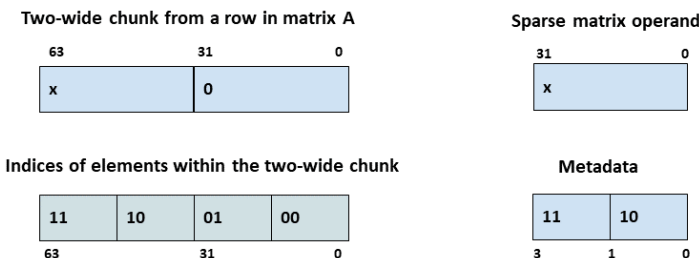 Two-wide chunk from a row in matrix A
63 31 0
x 0
Indices of elements within the two-wide chunk
11 10 01 00
63 31 0
Sparse matrix operand
31 0
x
Metadata
11 10
3 1 0